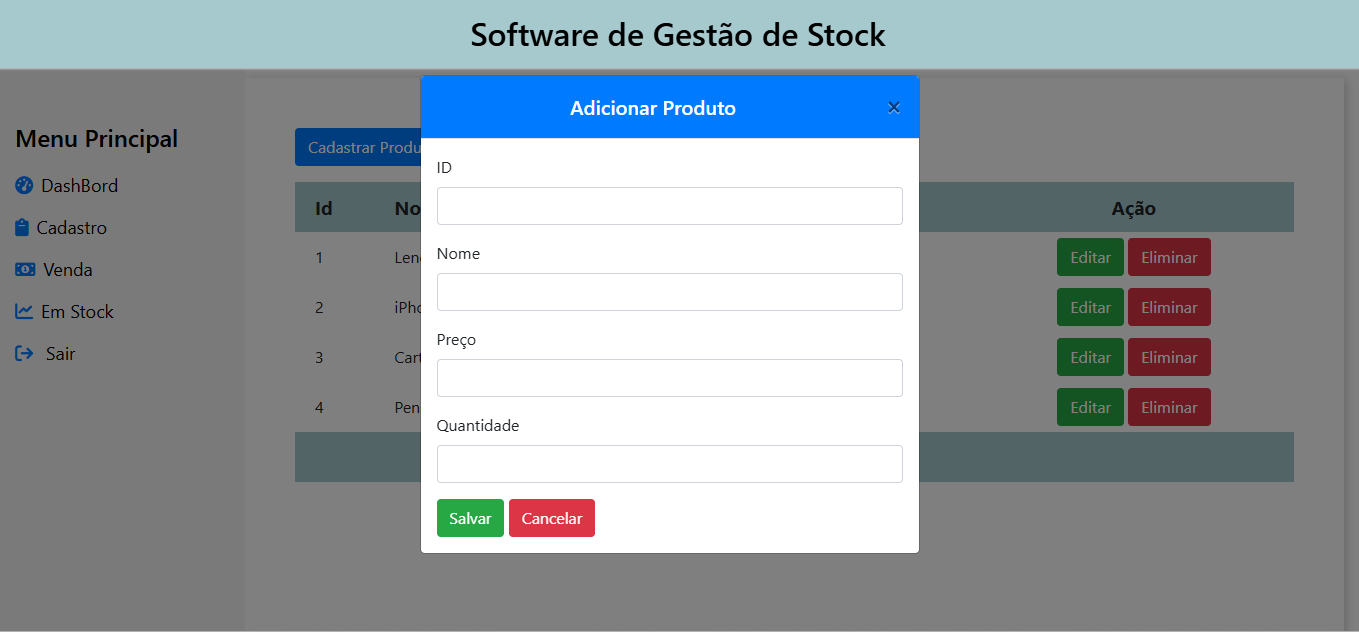 Software de Gestão de Stock
Menu Principal
DashBord
Cadastro
Venda
Em Stock
Sair
Adicionar Produto ×
ID
Nome
Preço
Quantidade
Salvar Cancelar
Cadastrar Produ
Id No Ação
1 Len Editar Eliminar
2 iPho Editar Eliminar
3 Cart Editar Eliminar
4 Pen Editar Eliminar